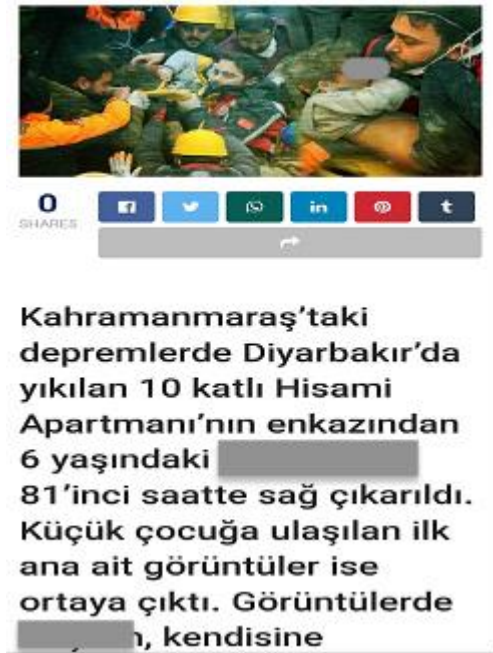 0
SHARES
Kahramanmaraş’taki
depremlerde Diyarbakır’da
yıkılan 10 katlı Hisami
Apartmanı’nın enkazından
6 yaşındaki
81’inci saatte sağ çıkarıldı.
Küçük çocuğa ulaşılan ilk
ana ait görüntüler ise
ortaya çıktı. Görüntülerde
kendisine